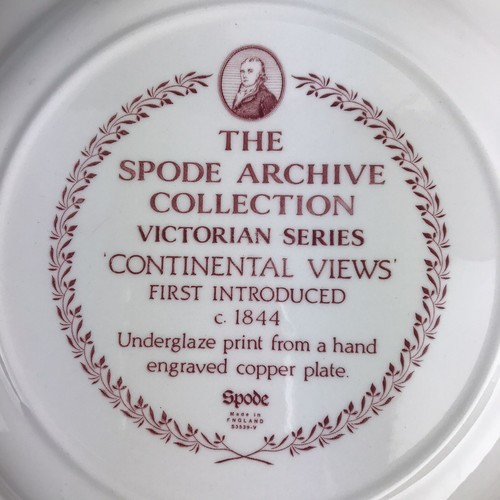 THE
SPODE ARCHIVE
COLLECTION
VICTORIAN SERIES
'CONTINENTAL VIEWS'
FIRST INTRODUCED
c. 1844
Underglaze print from a hand
engraved copper plate.
Spode
Made in
ENGLAND
S3539-V